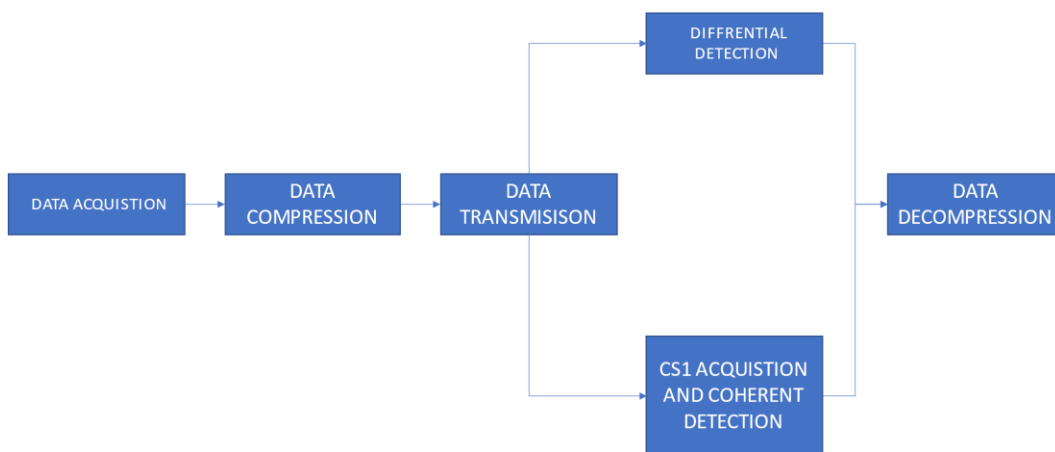 DATA ACQUISTION
DATA
COMPRESSION
DATA
TRANSMISISON
DIFFRENTIAL
DETECTION
CS1 ACQUISTION
AND COHERENT
DETECTION
DATA
DECOMPRESSION